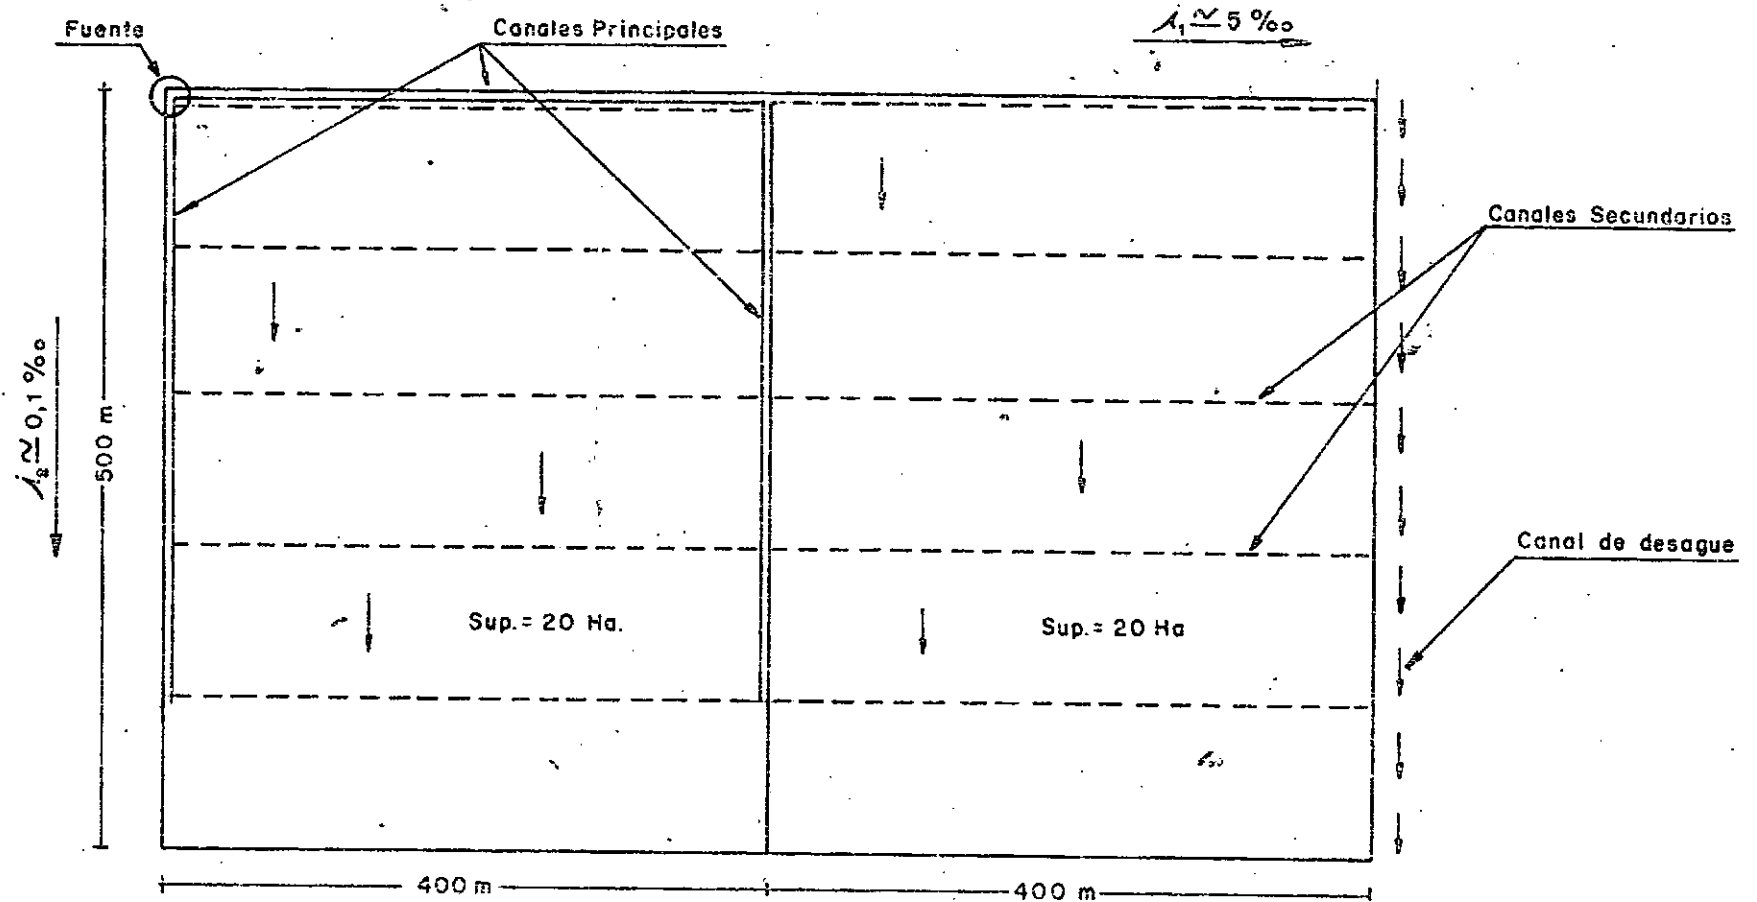 Fuente
Canales Principales
i₁ ≃ 5 ‰
Canales Secundarios
i₂ ≃ 0,1 ‰
500 m
Canal de desague
Sup.= 20 Ha.
Sup.= 20 Ha
400 m
400 m